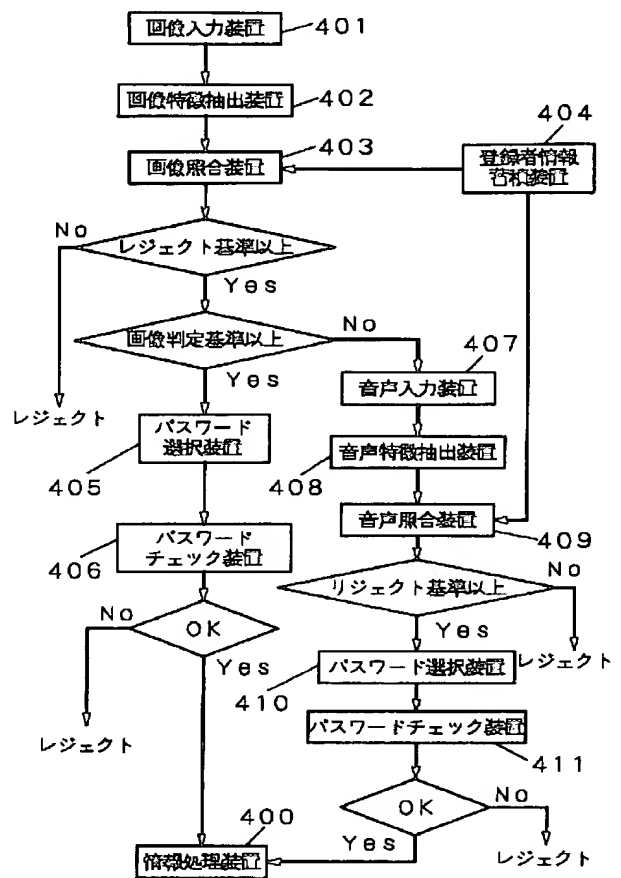 画像入力装置
401
画像特徴抽出装置
402
404
403
画像照合装置
登録者情報
蓄積装置
No
レジェクト基準以上
Yes
画像判定基準以上
No
407
Yes
音声入力装置
レジェクト
パスワード
選択装置
405
音声特徴抽出装置
408
音声照合装置
409
パスワード
チェック装置
406
リジェクト基準以上
No
No
OK
Yes
Yes
レジェクト
パスワード選択装置
410
レジェクト
パスワードチェック装置
411
400
OK
No
Yes
情報処理装置
レジェクト